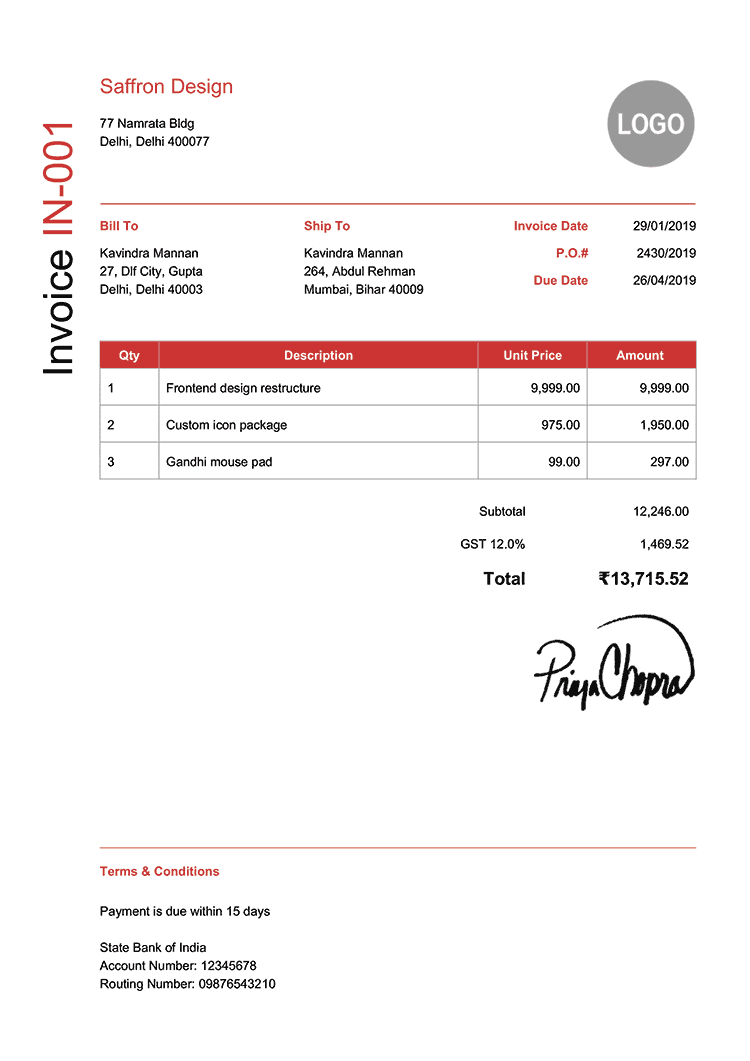 Saffron Design
77 Namrata Bldg
Delhi, Delhi 400077
LOGO
Invoice IN-001
Bill To
Kavindra Mannan
27, Dlf City, Gupta
Delhi, Delhi 40003
Ship To
Kavindra Mannan
264, Abdul Rehman
Mumbai, Bihar 40009
Invoice Date 29/01/2019
P.O.# 2430/2019
Due Date 26/04/2019
Qty Description Unit Price Amount
1 Frontend design restructure 9,999.00 9,999.00
2 Custom icon package 975.00 1,950.00
3 Gandhi mouse pad 99.00 297.00
Subtotal 12,246.00
GST 12.0% 1,469.52
Total ₹13,715.52
Priya Chopra
Terms & Conditions
Payment is due within 15 days
State Bank of India
Account Number: 12345678
Routing Number: 09876543210